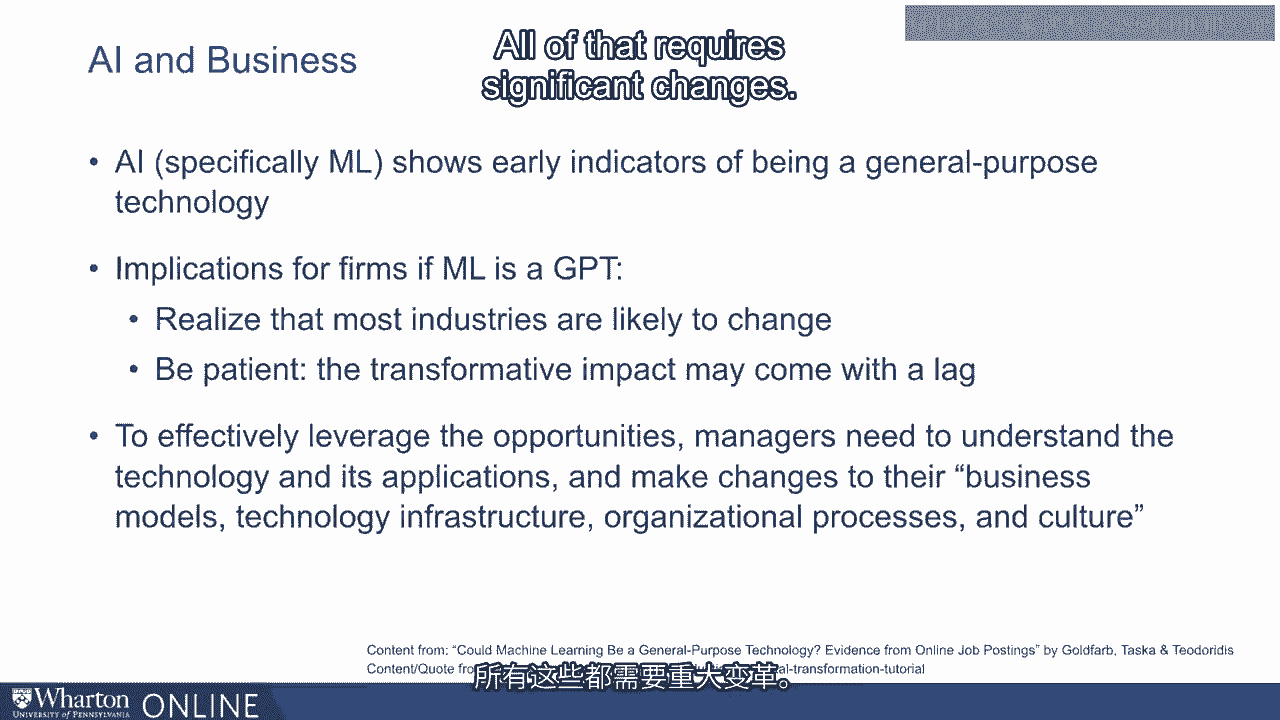 AI and Business
All of that requires
significant changes.
• AI (specifically ML) shows early indicators of being a general-purpose
technology
• Implications for firms if ML is a GPT:
• Realize that most industries are likely to change
• Be patient: the transformative impact may come with a lag
• To effectively leverage the opportunities, managers need to understand the
technology and its applications, and make changes to their “business
models, technology infrastructure, organizational processes, and culture”
Content from: “Could Machine Learning Be a General-Purpose Technology? Evidence from Online Job Postings” by Goldfarb, Taska & Teodoridis
Content/Quote al-transformation-tutorial
所有这些都需要重大变革。
Wharton ONLINE
UNIVERSITY of PENNSYLVANIA